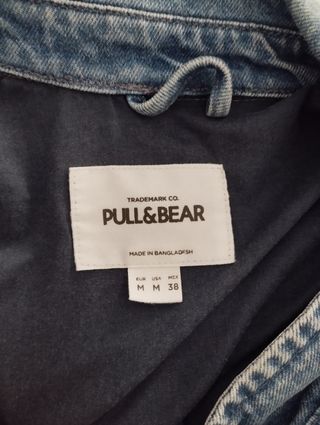 TRADEMARK CO.
PULL&BEAR
MADE IN BANGLADESH
EUR USA MEX
M M 38